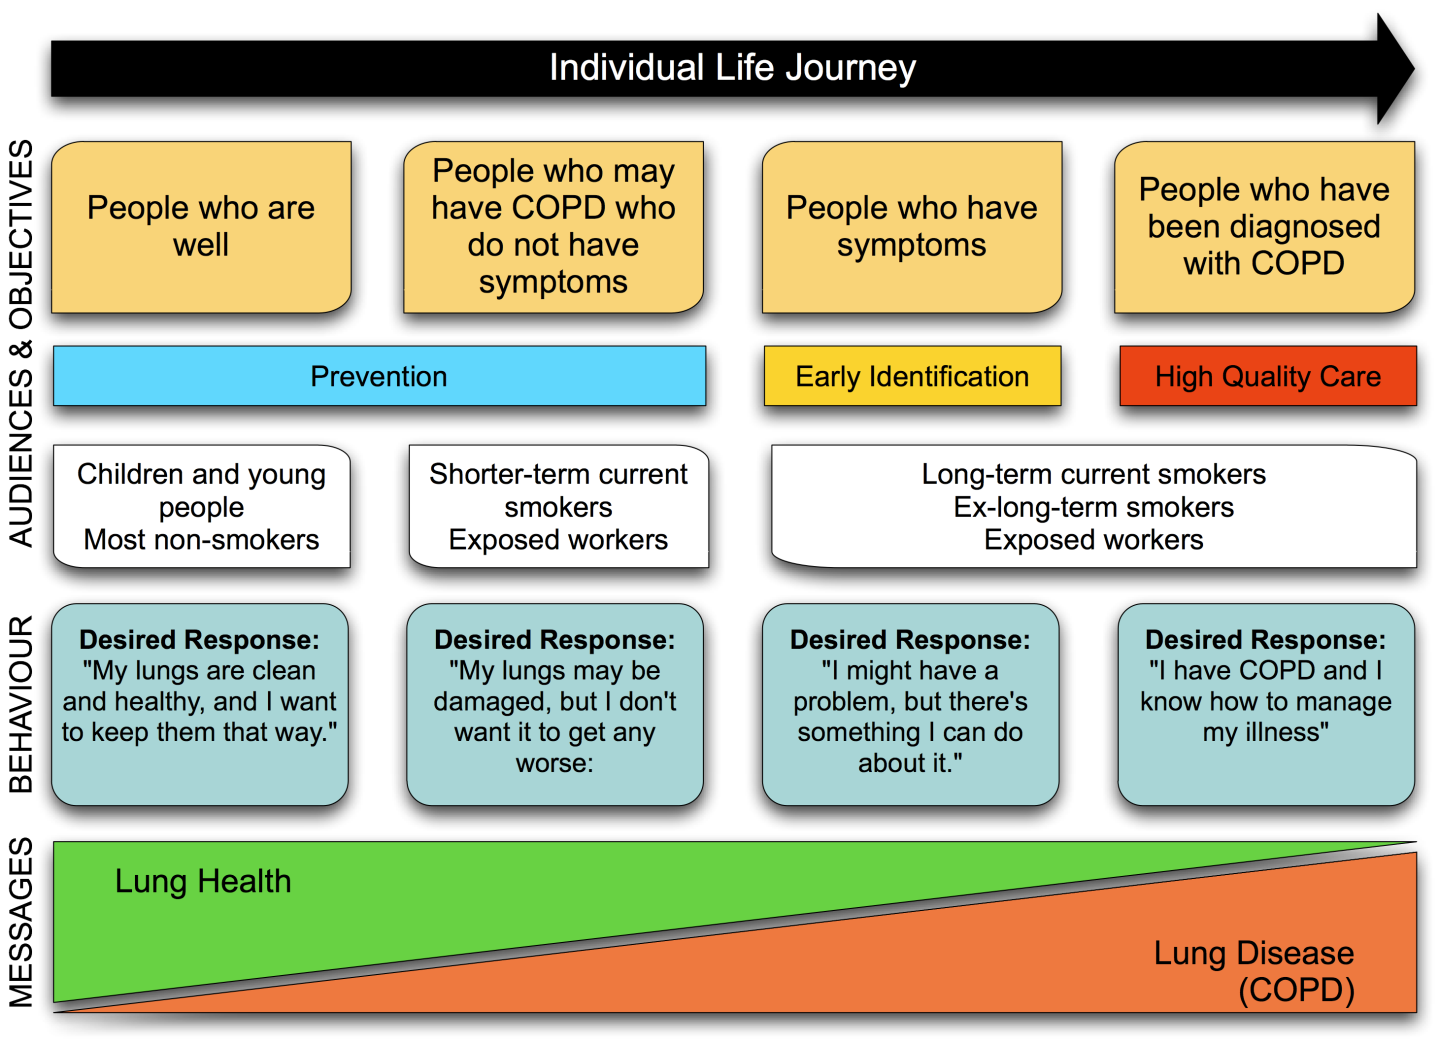 Individual Life Journey
AUDIENCES & OBJECTIVES
People who are
well
People who may
have COPD who
do not have
symptoms
People who have
symptoms
People who have
been diagnosed
with COPD
Prevention
Early Identification
High Quality Care
Children and young
people
Most non-smokers
Shorter-term current
smokers
Exposed workers
Long-term current smokers
Ex-long-term smokers
Exposed workers
BEHAVIOUR
Desired Response:
"My lungs are clean
and healthy, and I want
to keep them that way."
Desired Response:
"My lungs may be
damaged, but I don't
want it to get any
worse:
Desired Response:
"I might have a
problem, but there's
something I can do
about it."
Desired Response:
"I have COPD and I
know how to manage
my illness"
MESSAGES
Lung Health
Lung Disease
(COPD)